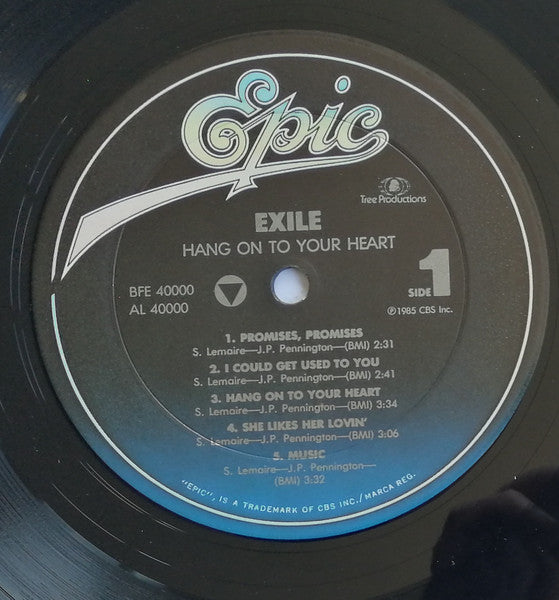 Epic
Tree Productions
EXILE
HANG ON TO YOUR HEART
BFE 40000
AL 40000
SIDE 1
℗1985 CBS Inc.
1. PROMISES, PROMISES
S. Lemaire—J.P. Pennington—(BMI) 2:31
2. I COULD GET USED TO YOU
S. Lemaire—J.P. Pennington—(BMI) 2:41
3. HANG ON TO YOUR HEART
S. Lemaire—J.P. Pennington—(BMI) 3:34
4. SHE LIKES HER LOVIN'
S. Lemaire—J.P. Pennington—(BMI) 3:06
5. MUSIC
S. Lemaire—J.P. Pennington—
(BMI) 3:32
"EPIC", IS A TRADEMARK OF CBS INC./MARCA REG.